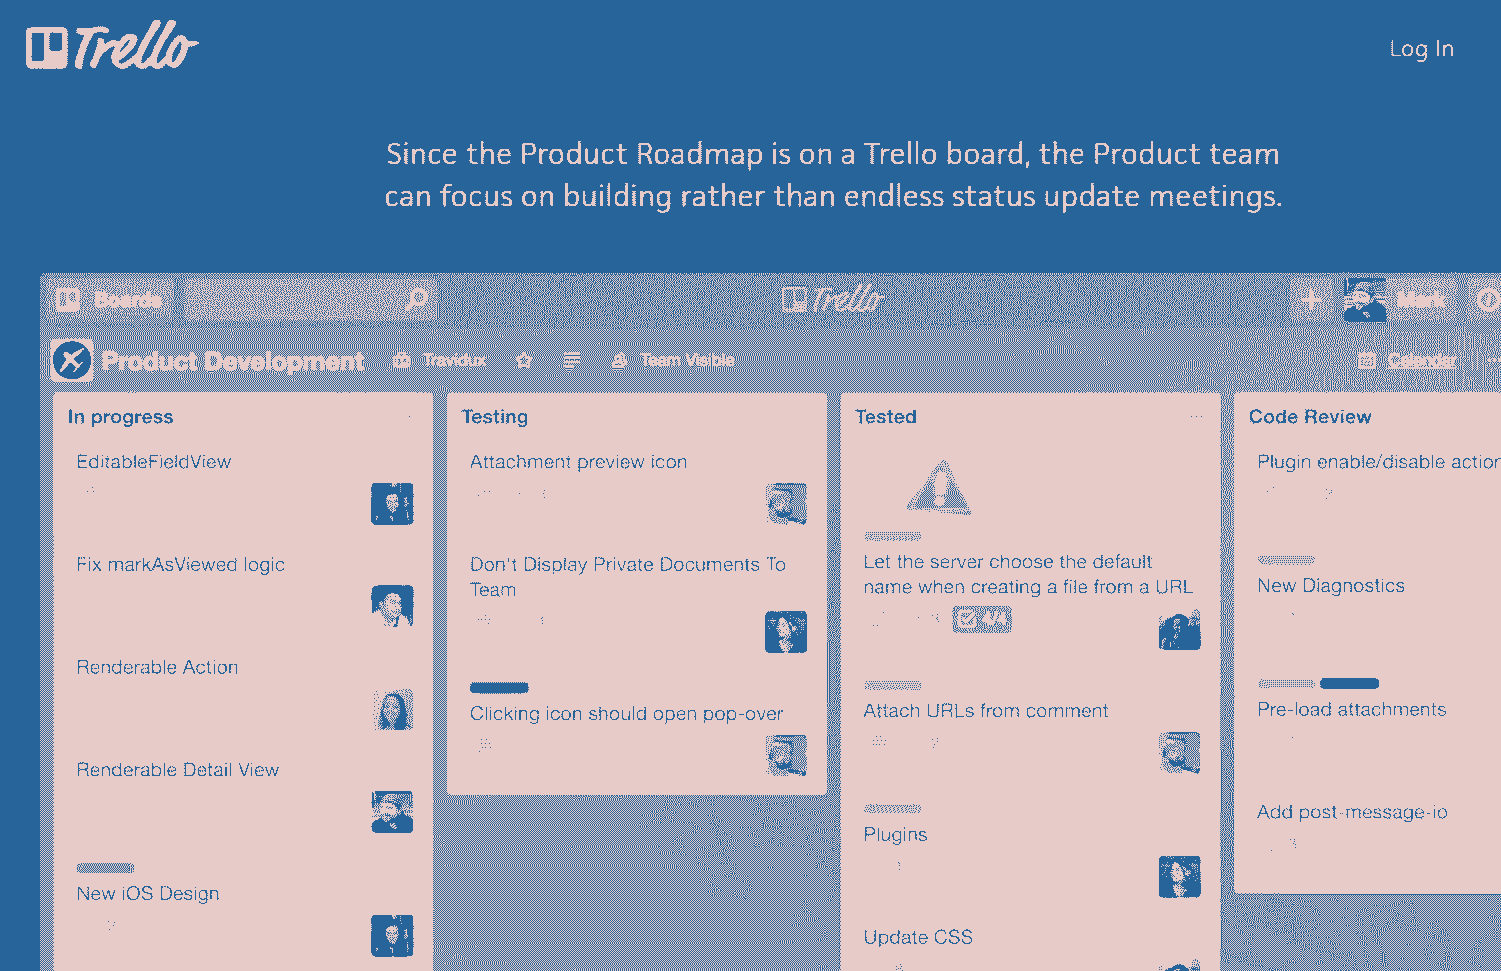 Trello
Log In
Since the Product Roadmap is on a Trello board, the Product team
can focus on building rather than endless status update meetings.
Boards
Trello
Mark
Product Development
Travidux
Team Visible
Calendar
In progress
EditableFieldView
Fix markAsViewed logic
Renderable Action
Renderable Detail View
New iOS Design
Testing
Attachment preview icon
Don't Display Private Documents To
Team
Clicking icon should open pop-over
Tested
Let the server choose the default
name when creating a file from a URL
4/4
Attach URLs from comment
Plugins
Update CSS
Code Review
Plugin enable/disable action
New Diagnostics
Pre-load attachments
Add post-message-io